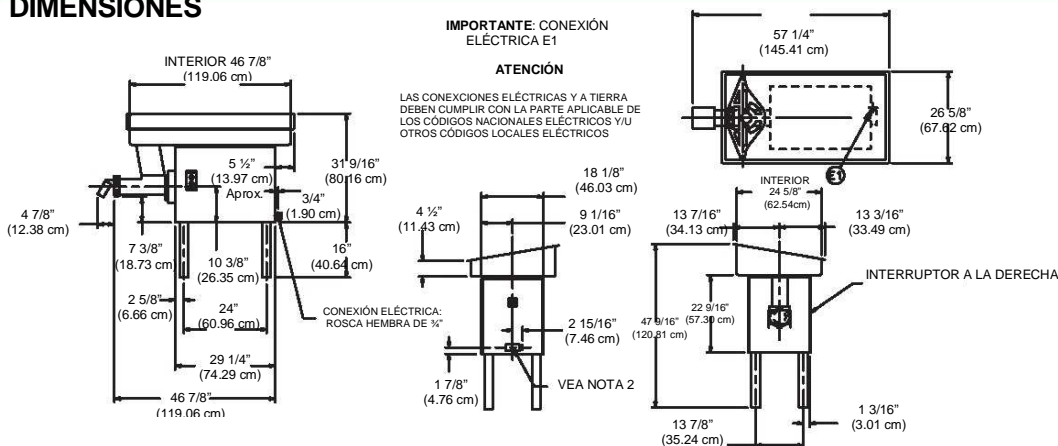 DIMENSIONES
IMPORTANTE: CONEXIÓN
ELÉCTRICA E1
ATENCIÓN
LAS CONEXCIONES ELÉCTRICAS Y A TIERRA
DEBEN CUMPLIR CON LA PARTE APLICABLE DE
LOS CÓDIGOS NACIONALES ELÉCTRICOS Y/U
OTROS CÓDIGOS LOCALES ELÉCTRICOS
INTERIOR 46 7/8”
(119.06 cm)
5 ½”
(13.97 cm)
Aprox.
31 9/16”
(80.16 cm)
3/4”
(1.90 cm)
4 7/8”
(12.38 cm)
7 3/8”
(18.73 cm)
10 3/8”
(26.35 cm)
16”
(40.64 cm)
2 5/8”
(6.66 cm)
24”
(60.96 cm)
CONEXIÓN ELÉCTRICA:
ROSCA HEMBRA DE ¾”
29 1/4”
(74.29 cm)
46 7/8”
(119.06 cm)
18 1/8”
(46.03 cm)
4 ½”
(11.43 cm)
9 1/16”
(23.01 cm)
2 15/16”
(7.46 cm)
1 7/8”
(4.76 cm)
VEA NOTA 2
57 1/4”
(145.41 cm)
26 5/8”
(67.62 cm)
E1
INTERIOR
24 5/8”
(62.54cm)
13 7/16”
(34.13 cm)
13 3/16”
(33.49 cm)
INTERRUPTOR A LA DERECHA
22 9/16”
(57.30 cm)
47 9/16”
(120.81 cm)
13 7/8”
(35.24 cm)
1 3/16”
(3.01 cm)